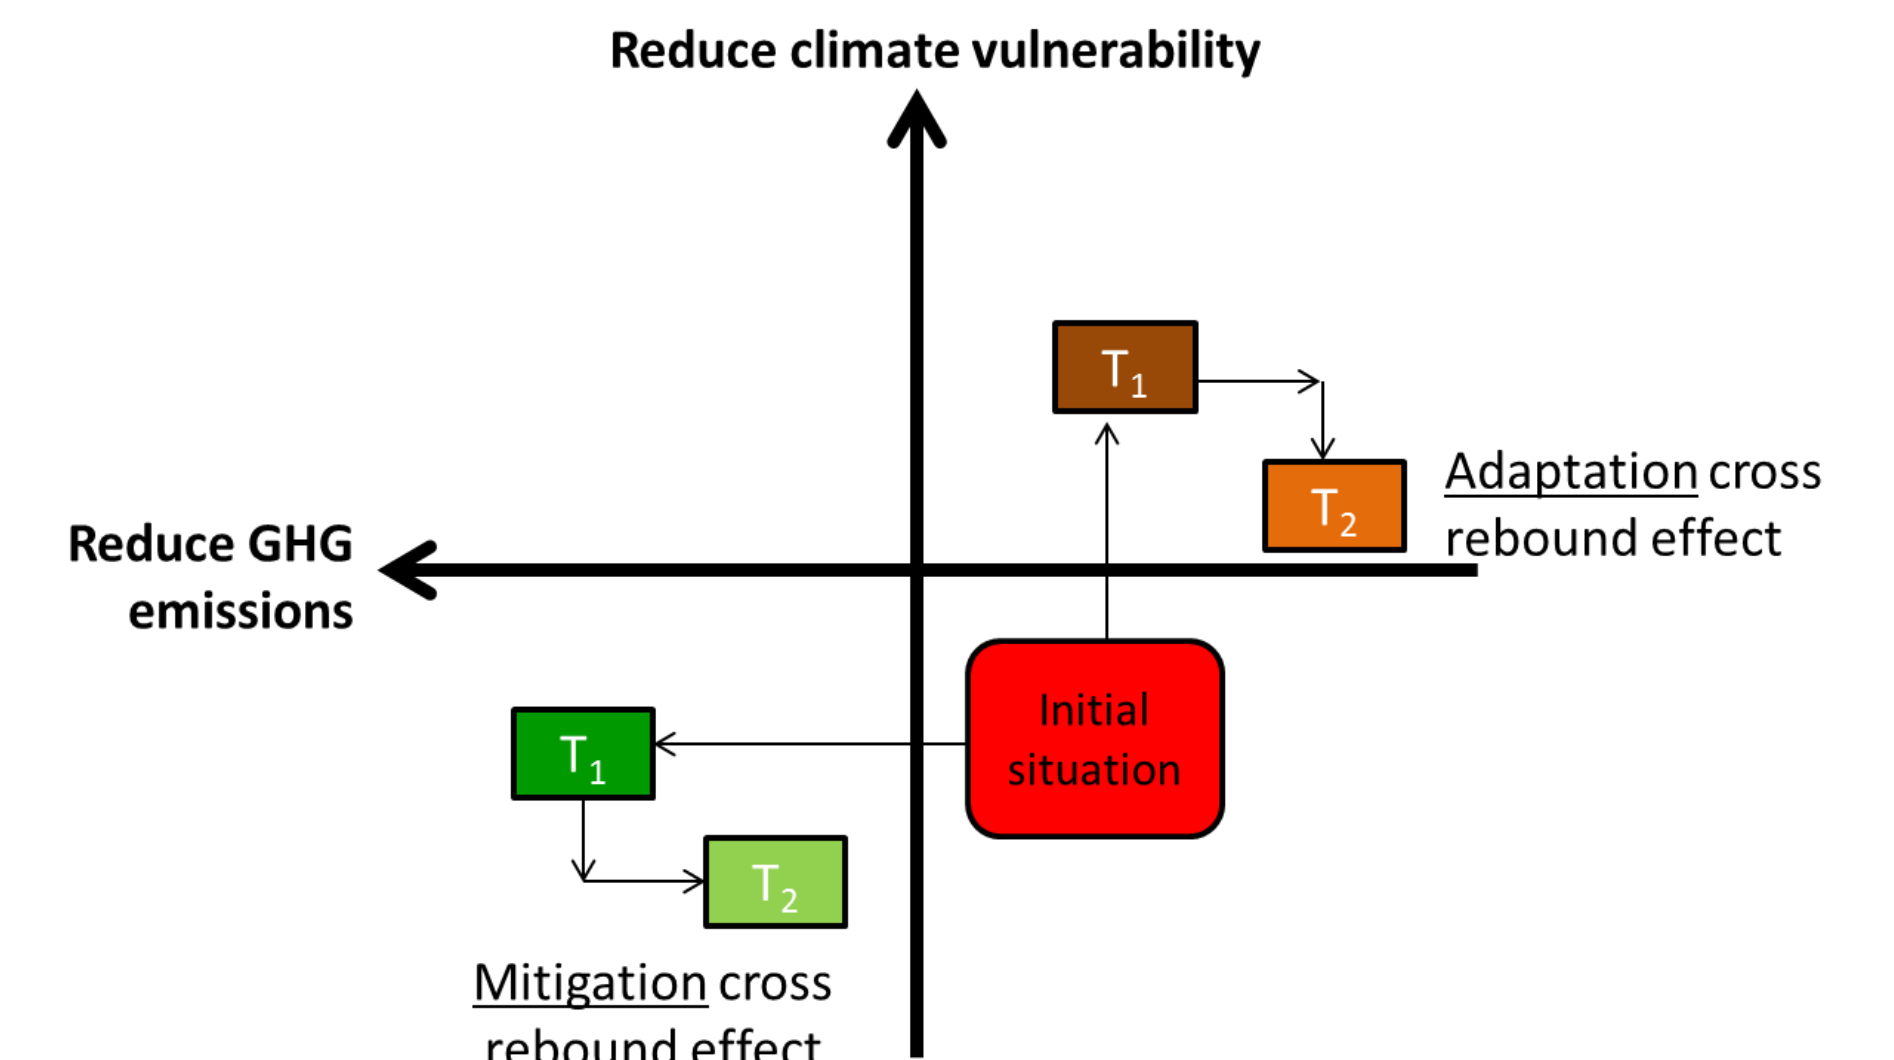 Reduce climate vulnerability
T1
T2
Adaptation cross
rebound effect
Reduce GHG
emissions
Initial
situation
T1
T2
Mitigation cross
rebound effect